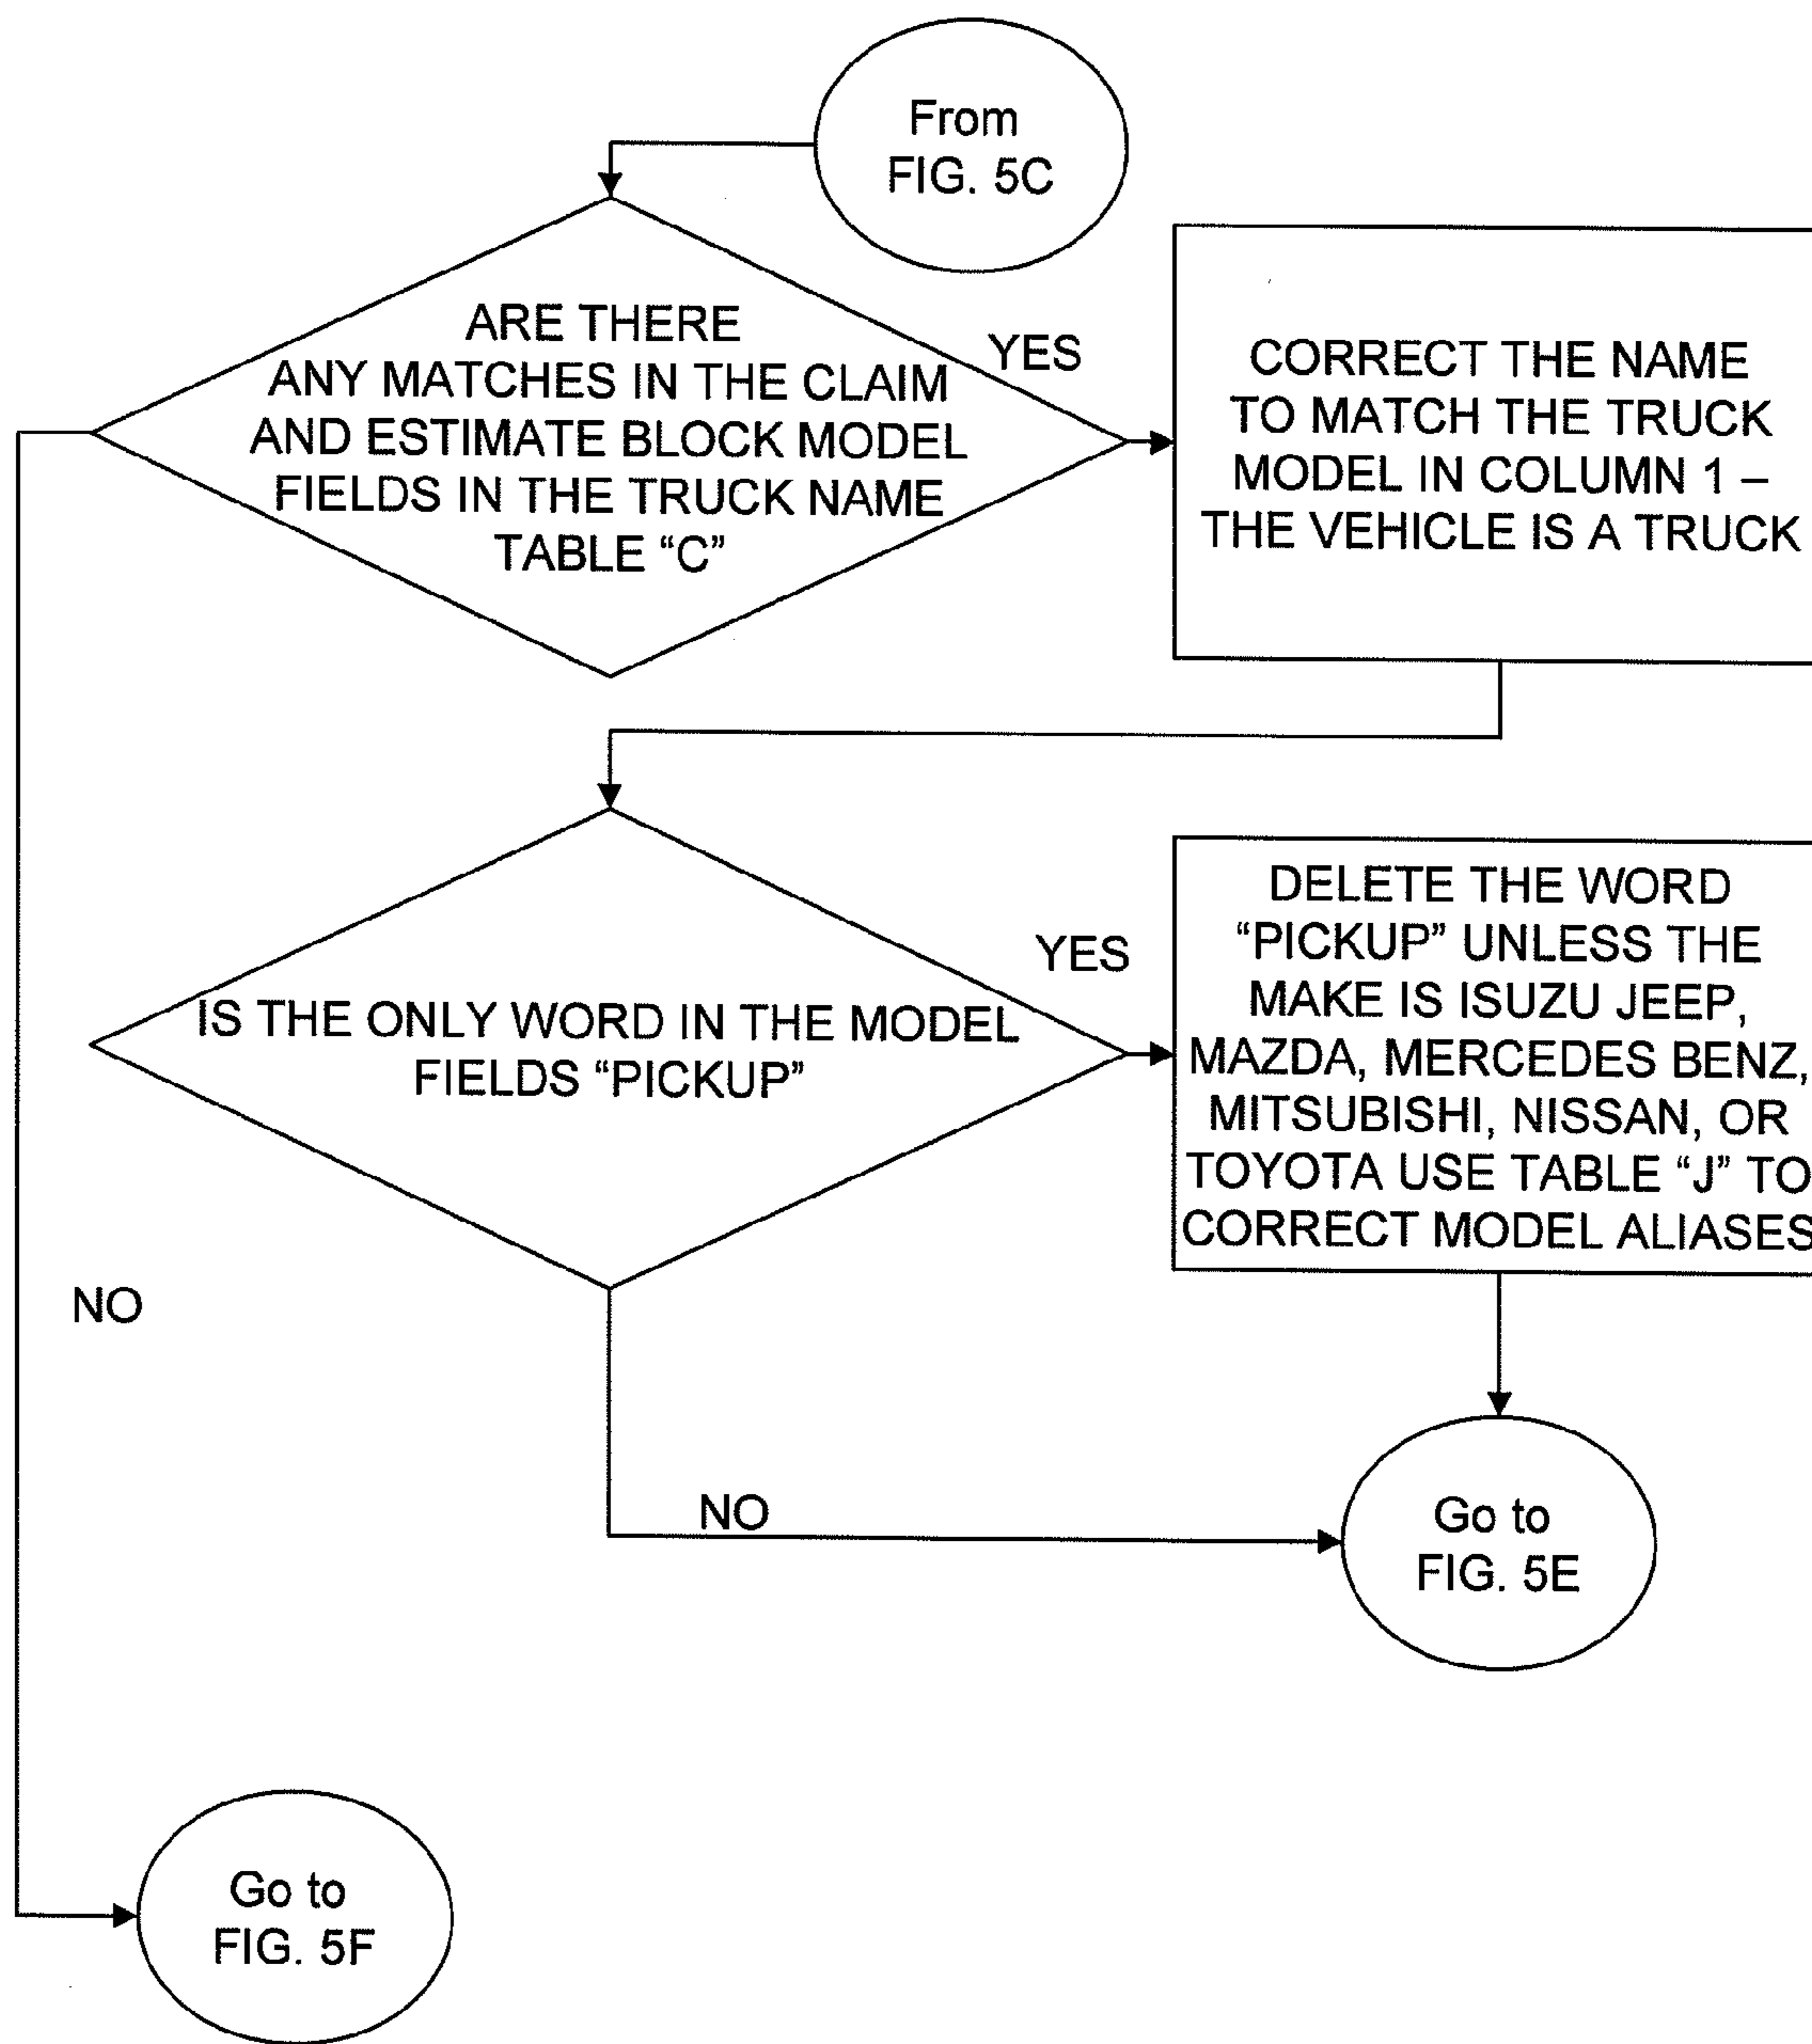 From
FIG. 5C
ARE THERE
ANY MATCHES IN THE CLAIM
AND ESTIMATE BLOCK MODEL
FIELDS IN THE TRUCK NAME
TABLE “C”
YES
CORRECT THE NAME
TO MATCH THE TRUCK
MODEL IN COLUMN 1 –
THE VEHICLE IS A TRUCK
IS THE ONLY WORD IN THE MODEL
FIELDS “PICKUP”
YES
DELETE THE WORD
“PICKUP” UNLESS THE
MAKE IS ISUZU JEEP,
MAZDA, MERCEDES BENZ,
MITSUBISHI, NISSAN, OR
TOYOTA USE TABLE “J” TO
CORRECT MODEL ALIASES
NO
NO
Go to
FIG. 5E
Go to
FIG. 5F